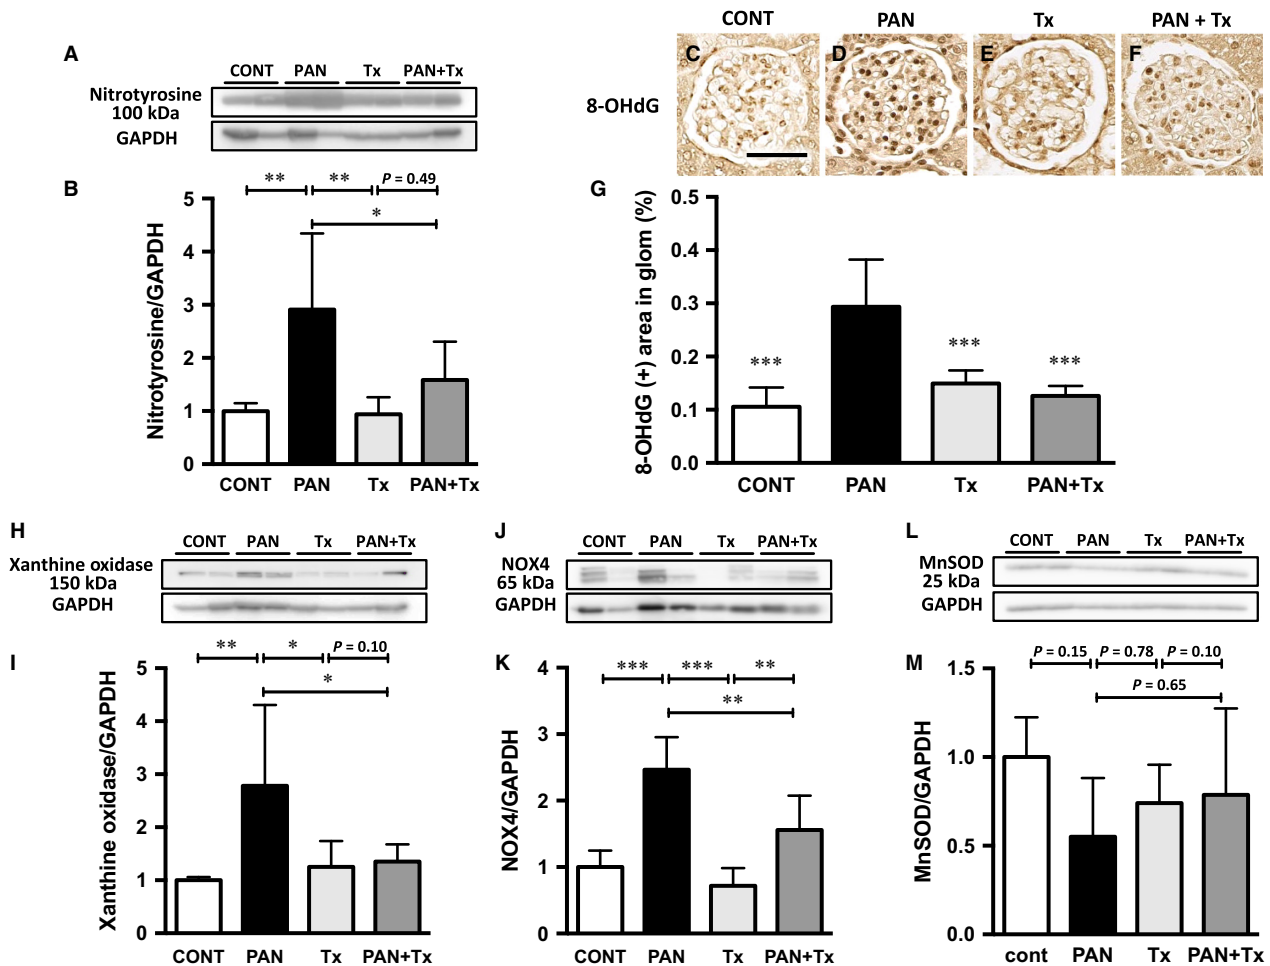 A
CONT PAN Tx PAN+Tx
Nitrotyrosine
100 kDa
GAPDH
B
** ** P = 0.49
*
Nitrotyrosine/GAPDH
5
4
3
2
1
0
CONT PAN Tx PAN+Tx
CONT PAN Tx PAN + Tx
8-OHdG
C D E F
G
8-OHdG (+) area in glom (%)
0.5
0.4
0.3
0.2
0.1
0.0
*** *** ***
CONT PAN Tx PAN+Tx
H
CONT PAN Tx PAN+Tx
Xanthine oxidase
150 kDa
GAPDH
I
** * P = 0.10
*
Xanthine oxidase/GAPDH
5
4
3
2
1
0
CONT PAN Tx PAN+Tx
J
CONT PAN Tx PAN+Tx
NOX4
65 kDa
GAPDH
K
*** *** **
**
NOX4/GAPDH
4
3
2
1
0
CONT PAN Tx PAN+Tx
L
CONT PAN Tx PAN+Tx
MnSOD
25 kDa
GAPDH
M
P = 0.15 P = 0.78 P = 0.10
P = 0.65
MnSOD/GAPDH
1.5
1.0
0.5
0.0
cont PAN Tx PAN+Tx